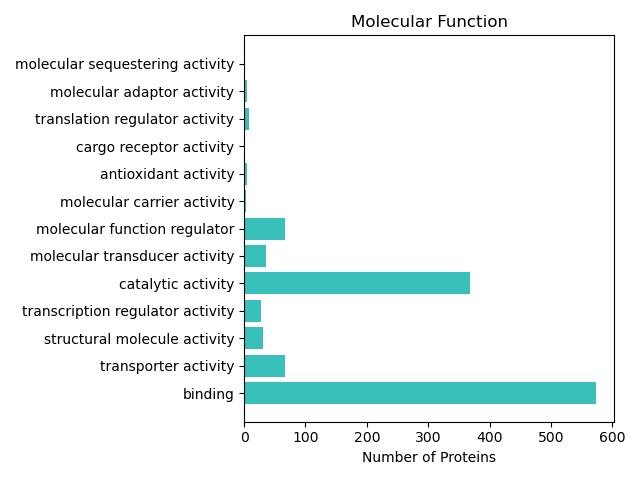 Molecular Function
molecular sequestering activity
molecular adaptor activity
translation regulator activity
cargo receptor activity
antioxidant activity
molecular carrier activity
molecular function regulator
molecular transducer activity
catalytic activity
transcription regulator activity
structural molecule activity
transporter activity
binding
0 100 200 300 400 500 600
Number of Proteins